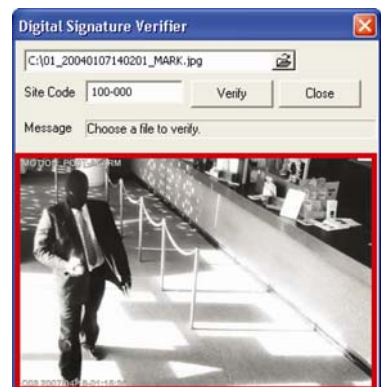 Digital Signature Verifier
C:\01_20040107140201_MARK.jpg
Site Code 100-000 Verify Close
Message Choose a file to verify.